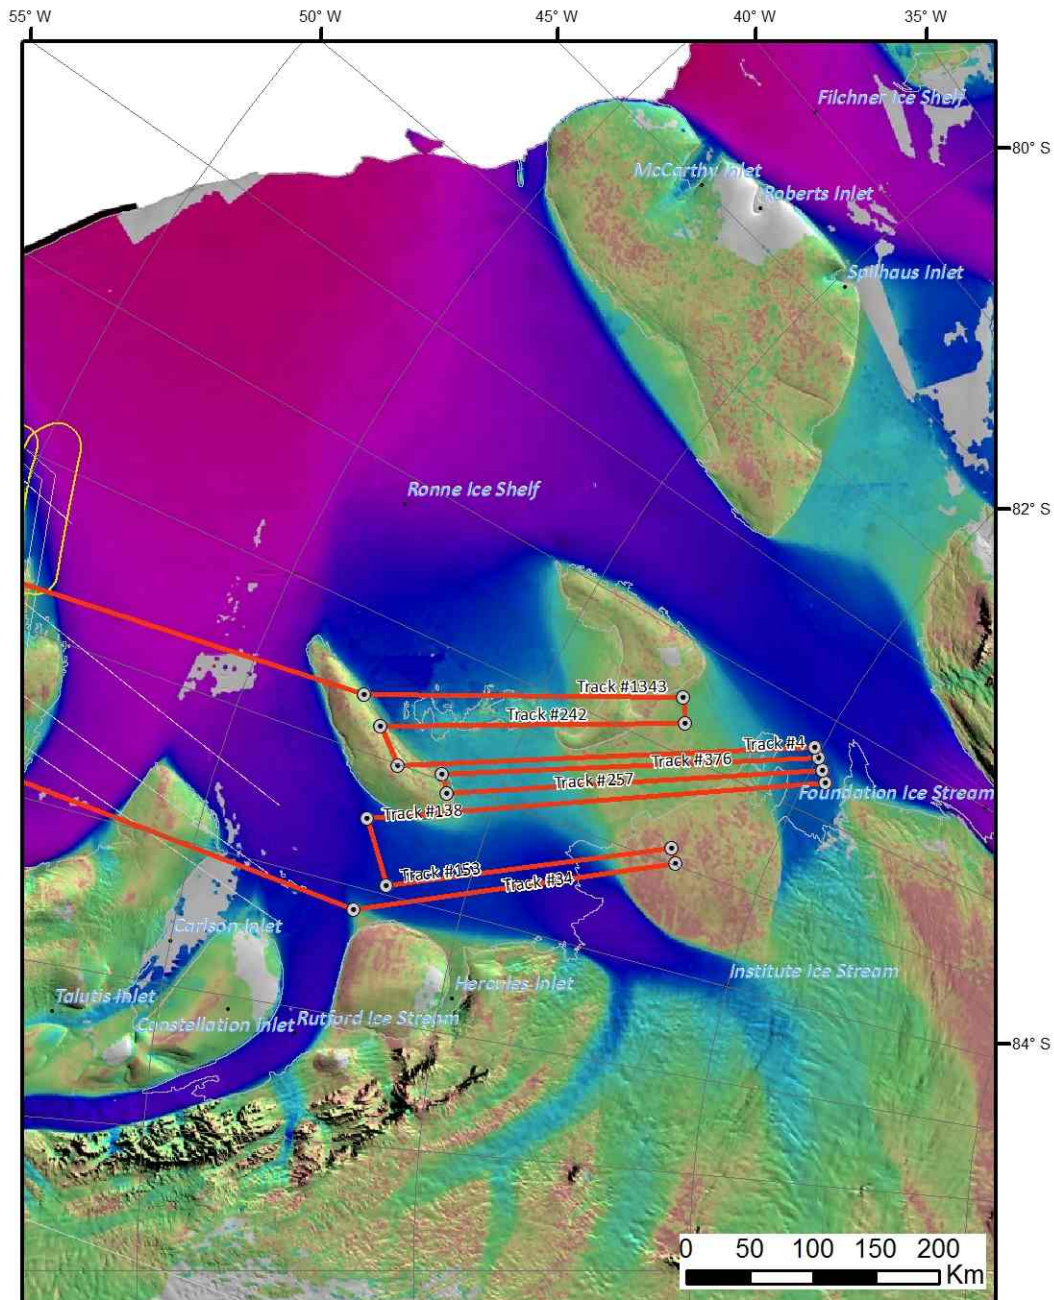 55° W
50° W
45° W
40° W
35° W
Filchner Ice Shelf
80° S
McCarthy Inlet
Roberts Inlet
Spilhaus Inlet
Ronne Ice Shelf
82° S
Track #1343
Track #242
Track #4
Track #376
Track #257
Foundation Ice Stream
Track #138
Track #153
Track #34
Carlson Inlet
Institute Ice Stream
Hercules Inlet
Talutis Inlet
Constellation Inlet
Rutford Ice Stream
84° S
0 50 100 150 200
Km